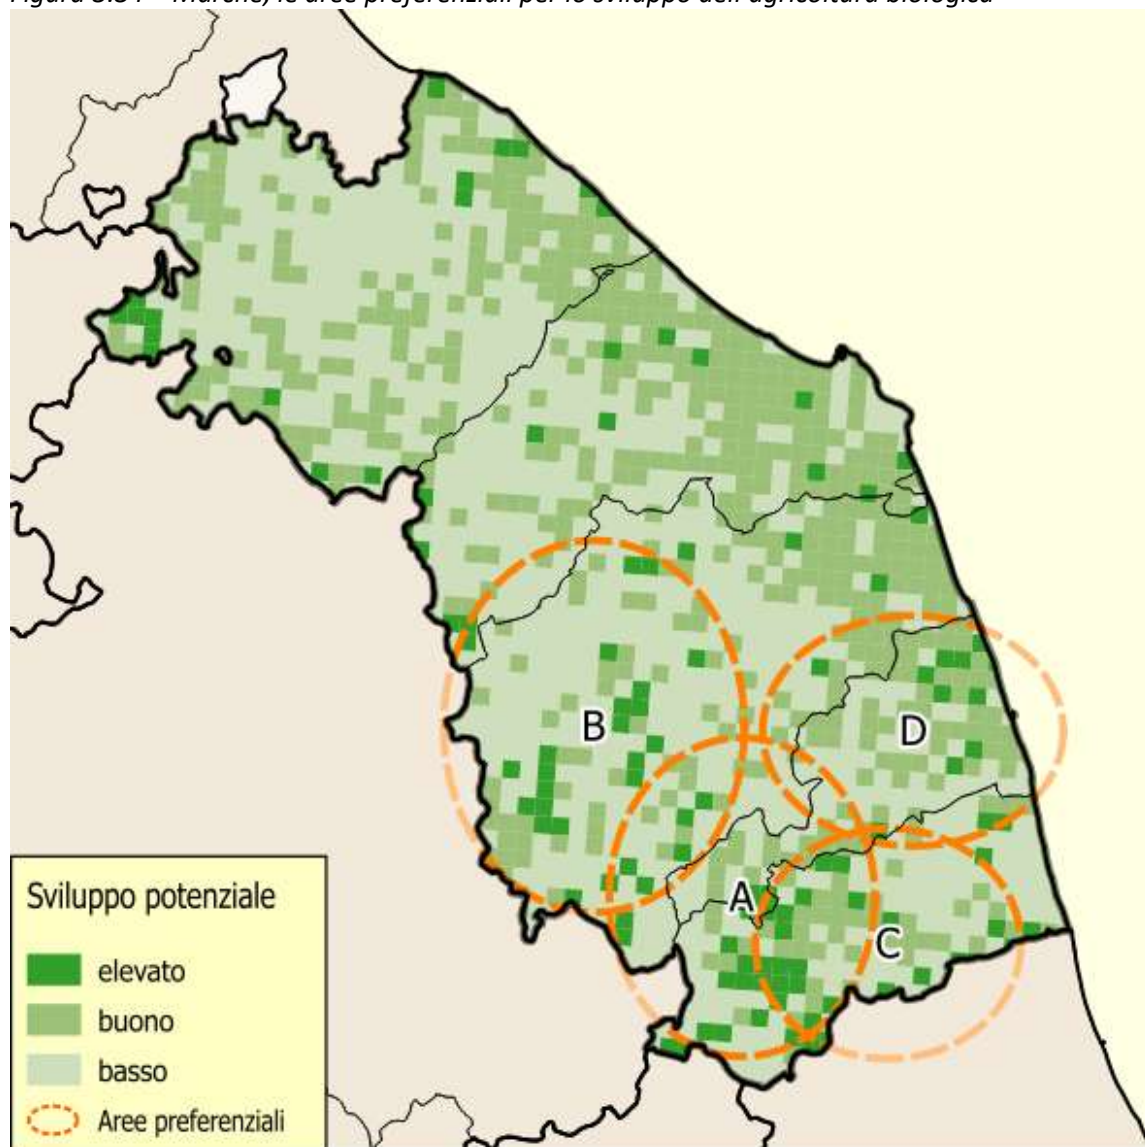 B
D
A
C
Sviluppo potenziale
elevato
buono
basso
Aree preferenziali